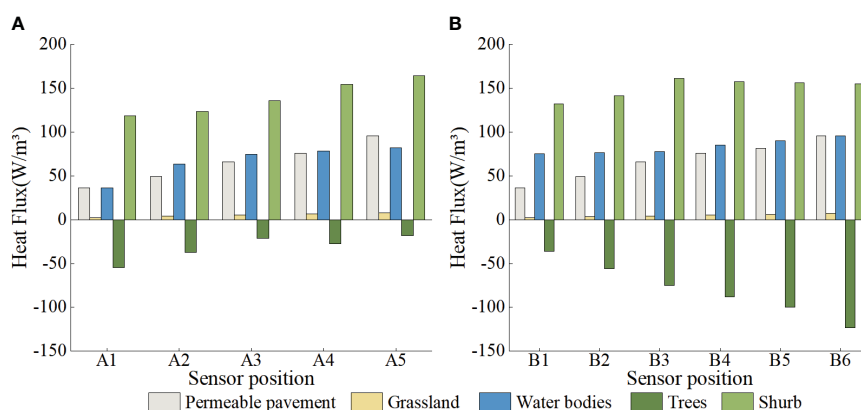 A
B
200
150
100
50
0
-50
-100
-150
Heat Flux(W/m³)
A1 A2 A3 A4 A5
Sensor position
200
150
100
50
0
-50
-100
-150
Heat Flux(W/m³)
B1 B2 B3 B4 B5 B6
Sensor position
Permeable pavement Grassland Water bodies Trees Shurb